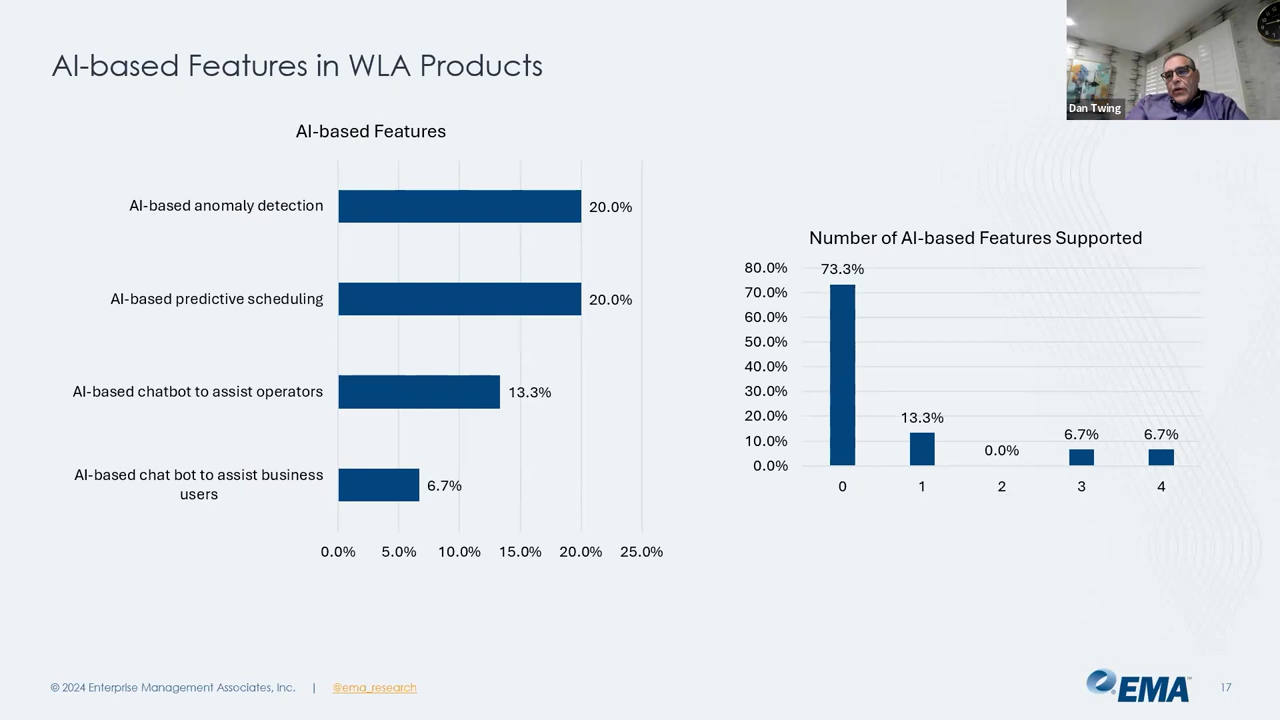 AI-based Features in WLA Products
Dan Twing
AI-based Features
AI-based anomaly detection
20.0%
AI-based predictive scheduling
20.0%
AI-based chatbot to assist operators
13.3%
AI-based chat bot to assist business
users
6.7%
0.0% 5.0% 10.0% 15.0% 20.0% 25.0%
Number of AI-based Features Supported
80.0%
70.0%
60.0%
50.0%
40.0%
30.0%
20.0%
10.0%
0.0%
73.3%
13.3%
0.0%
6.7%
6.7%
0 1 2 3 4
© 2024 Enterprise Management Associates, Inc. | @ema_research
EMA™
17